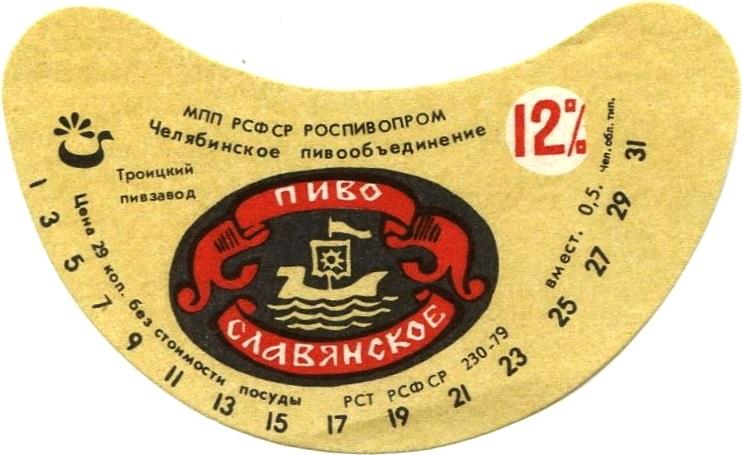 МПП РСФСР РОСПИВОПРОМ
Челябинское пивообъединение
12%
Троицкий
пивзавод
ПИВО
СЛАВЯНСКОЕ
Цена 29 коп. без стоимости посуды
РСТ РСФСР 230-79
вмест. 0,5.
Чел. обл. тип.
1 3 5 7 9 11 13 15 17 19 21 23 25 27 29 31